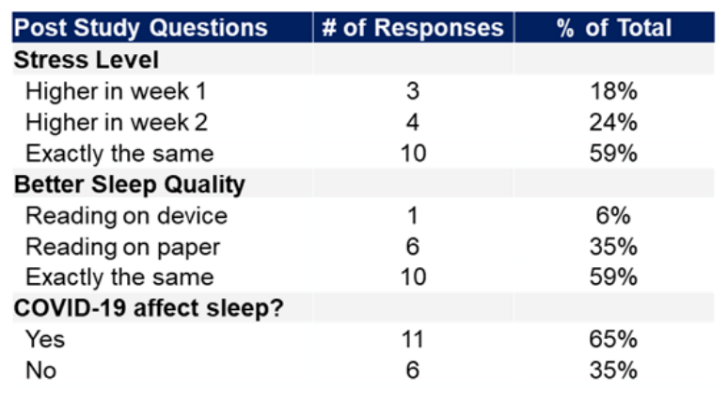 Post Study Questions # of Responses % of Total
Stress Level
Higher in week 1 3 18%
Higher in week 2 4 24%
Exactly the same 10 59%
Better Sleep Quality
Reading on device 1 6%
Reading on paper 6 35%
Exactly the same 10 59%
COVID-19 affect sleep?
Yes 11 65%
No 6 35%